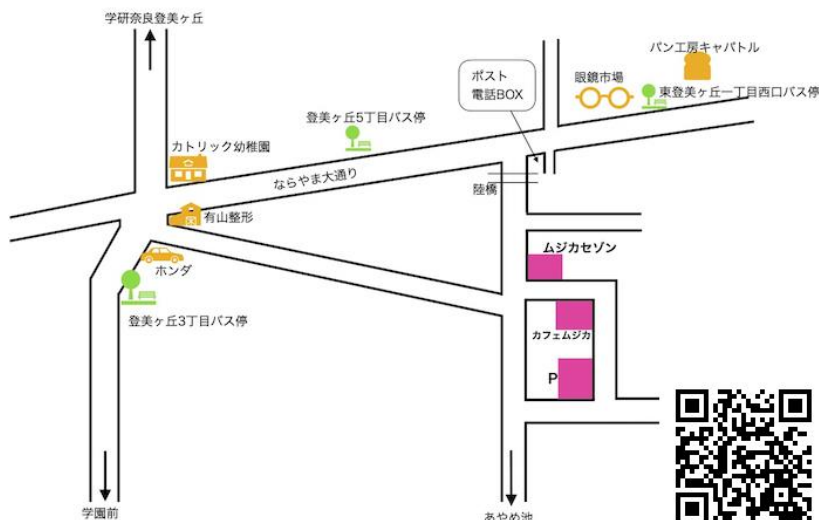 学研奈良登美ヶ丘
パン工房キャパトル
ポスト
電話BOX
眼鏡市場
東登美ヶ丘一丁目西口バス停
登美ヶ丘5丁目バス停
カトリック幼稚園
ならやま大通り
陸橋
有山整形
ムジカセゾン
ホンダ
登美ヶ丘3丁目バス停
カフェムジカ
P
学園前
あやめ池